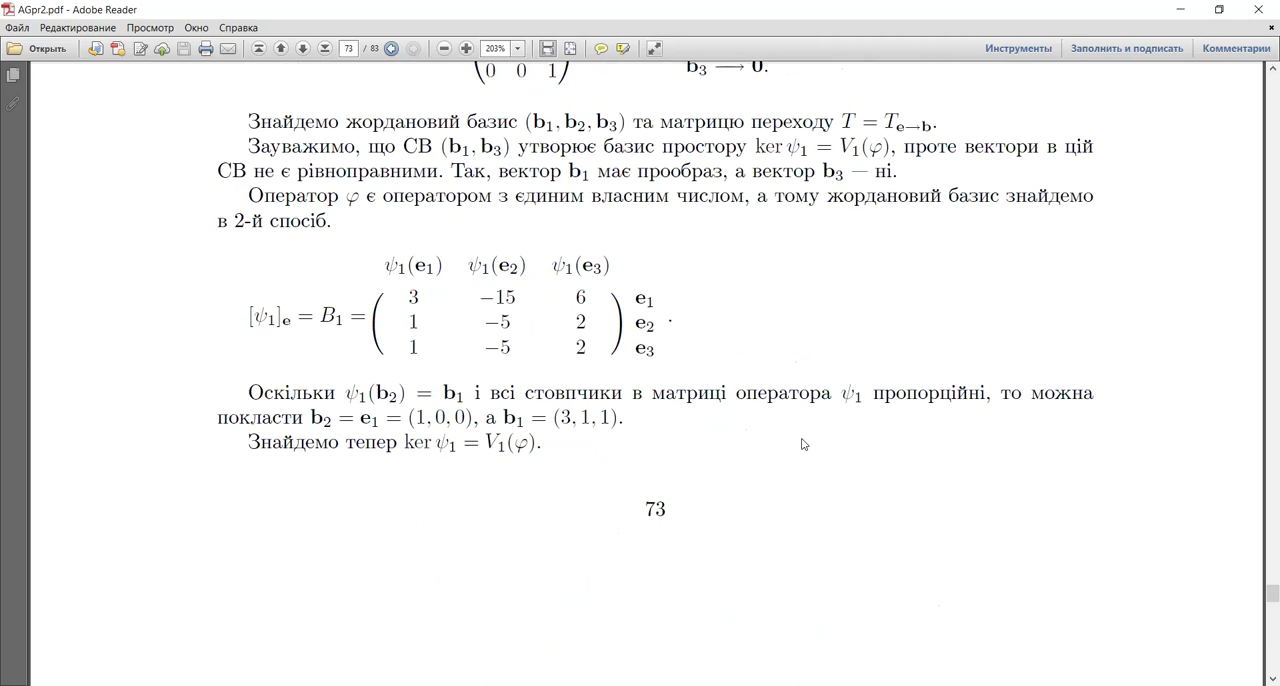 AGpr2.pdf - Adobe Reader
Файл Редактирование Просмотр Окно Справка
Открыть 73 / 83 203% Инструменты Заполнить и подписать Комментарии
0 0 1 b₃ ⟶ 0.
Знайдемо жордановий базис (b₁, b₂, b₃) та матрицю переходу T = Tₑ→b.
Зауважимо, що СВ (b₁, b₃) утворює базис простору ker ψ₁ = V₁(φ), проте вектори в цій
СВ не є рівноправними. Так, вектор b₁ має прообраз, а вектор b₃ — ні.
Оператор φ є оператором з єдиним власним числом, а тому жордановий базис знайдемо
в 2-й спосіб.
ψ₁(e₁) ψ₁(e₂) ψ₁(e₃)
3 −15 6 e₁
[ψ₁]ₑ = B₁ = ( 1 −5 2 ) e₂ .
1 −5 2 e₃
Оскільки ψ₁(b₂) = b₁ і всі стовпчики в матриці оператора ψ₁ пропорційні, то можна
покласти b₂ = e₁ = (1, 0, 0), а b₁ = (3, 1, 1).
Знайдемо тепер ker ψ₁ = V₁(φ).
73